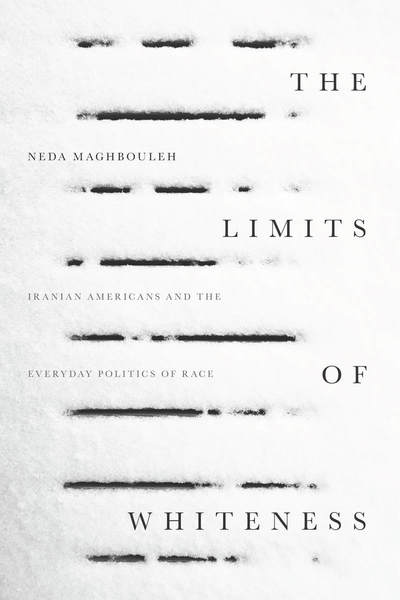 THE
NEDA MAGHBOULEH
LIMITS
IRANIAN AMERICANS AND THE
EVERYDAY POLITICS OF RACE
OF
WHITENESS